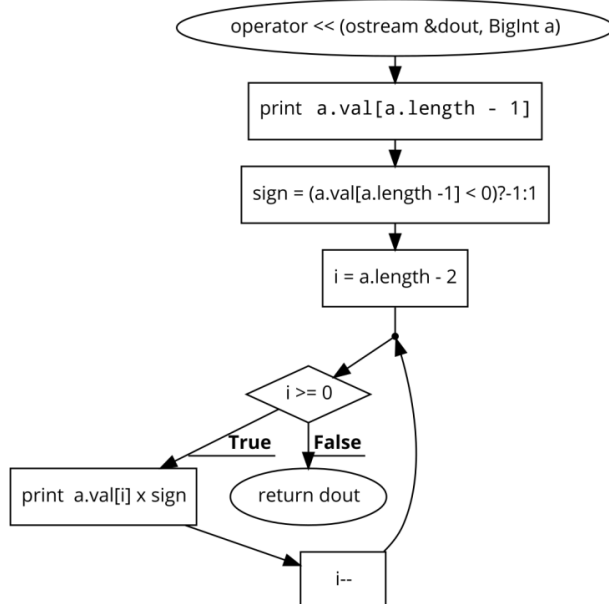 operator << (ostream &dout, BigInt a)
print a.val[a.length - 1]
sign = (a.val[a.length -1] < 0)?-1:1
i = a.length - 2
i >= 0
True
False
print a.val[i] x sign
return dout
i--